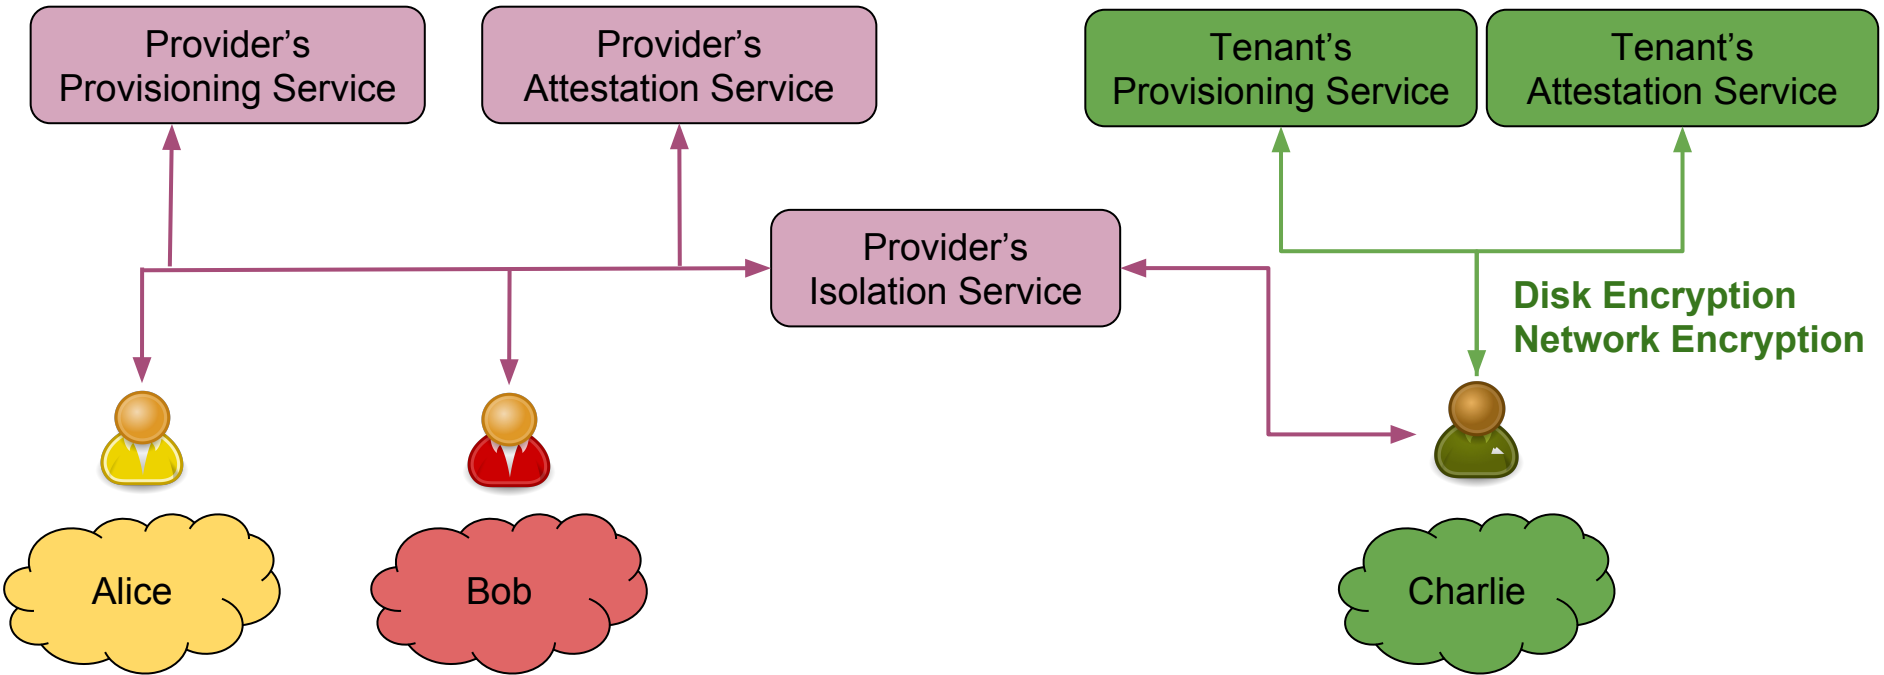 Provider’s
Provisioning Service
Provider’s
Attestation Service
Tenant’s
Provisioning Service
Tenant’s
Attestation Service
Provider’s
Isolation Service
Disk Encryption
Network Encryption
Alice
Bob
Charlie